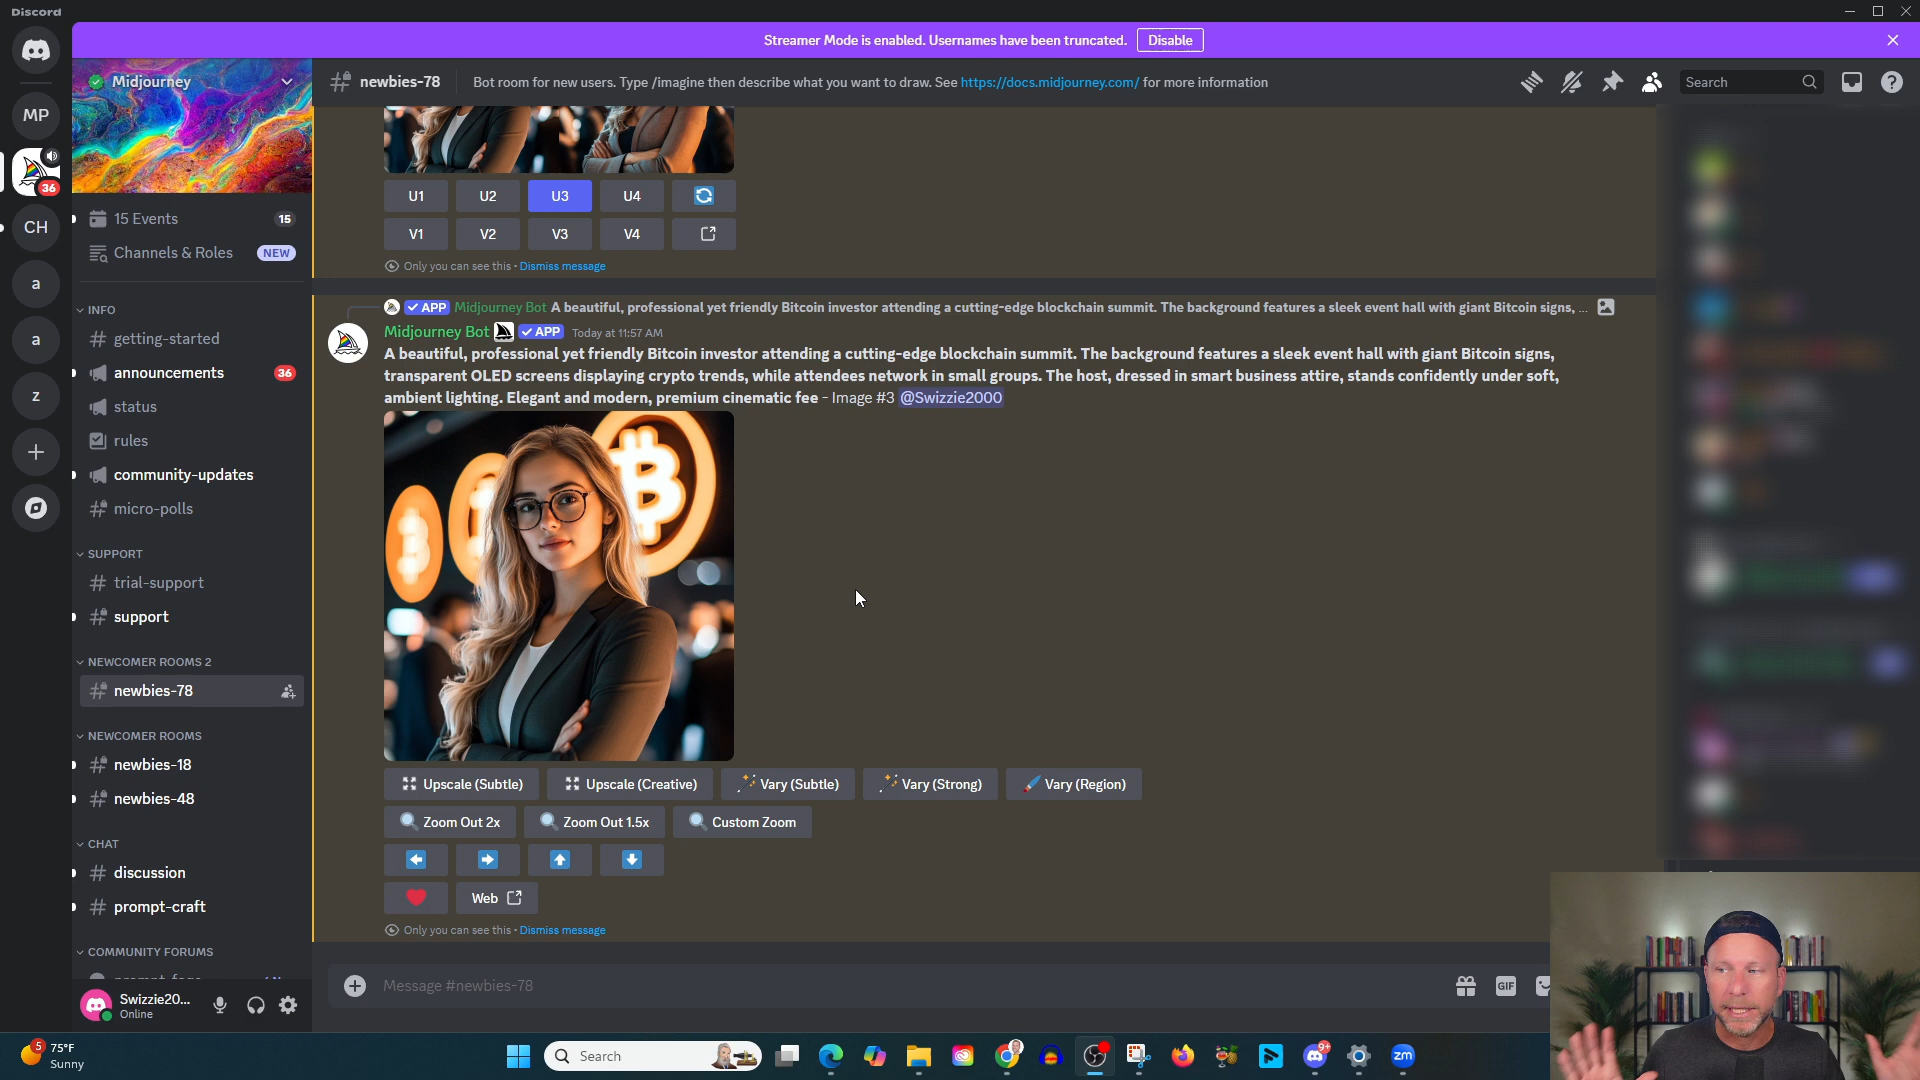 Discord
Streamer Mode is enabled. Usernames have been truncated.
Disable
Midjourney
newbies-78
Bot room for new users. Type /imagine then describe what you want to draw. See https://docs.midjourney.com/ for more information
Search
MP
36
CH
a
a
z
15 Events
15
Channels & Roles
NEW
INFO
getting-started
announcements
36
status
rules
community-updates
micro-polls
SUPPORT
trial-support
support
NEWCOMER ROOMS 2
newbies-78
NEWCOMER ROOMS
newbies-18
newbies-48
CHAT
discussion
prompt-craft
COMMUNITY FORUMS
Swizzie20...
Online
U1 U2 U3 U4
V1 V2 V3 V4
Only you can see this • Dismiss message
APP Midjourney Bot A beautiful, professional yet friendly Bitcoin investor attending a cutting-edge blockchain summit. The background features a sleek event hall with giant Bitcoin signs, ...
Midjourney Bot APP Today at 11:57 AM
A beautiful, professional yet friendly Bitcoin investor attending a cutting-edge blockchain summit. The background features a sleek event hall with giant Bitcoin signs,
transparent OLED screens displaying crypto trends, while attendees network in small groups. The host, dressed in smart business attire, stands confidently under soft,
ambient lighting. Elegant and modern, premium cinematic fee - Image #3 @Swizzie2000
Upscale (Subtle) Upscale (Creative) Vary (Subtle) Vary (Strong) Vary (Region)
Zoom Out 2x Zoom Out 1.5x Custom Zoom
Web
Only you can see this • Dismiss message
Message #newbies-78
GIF
5
75°F
Sunny
Search
9+
zm